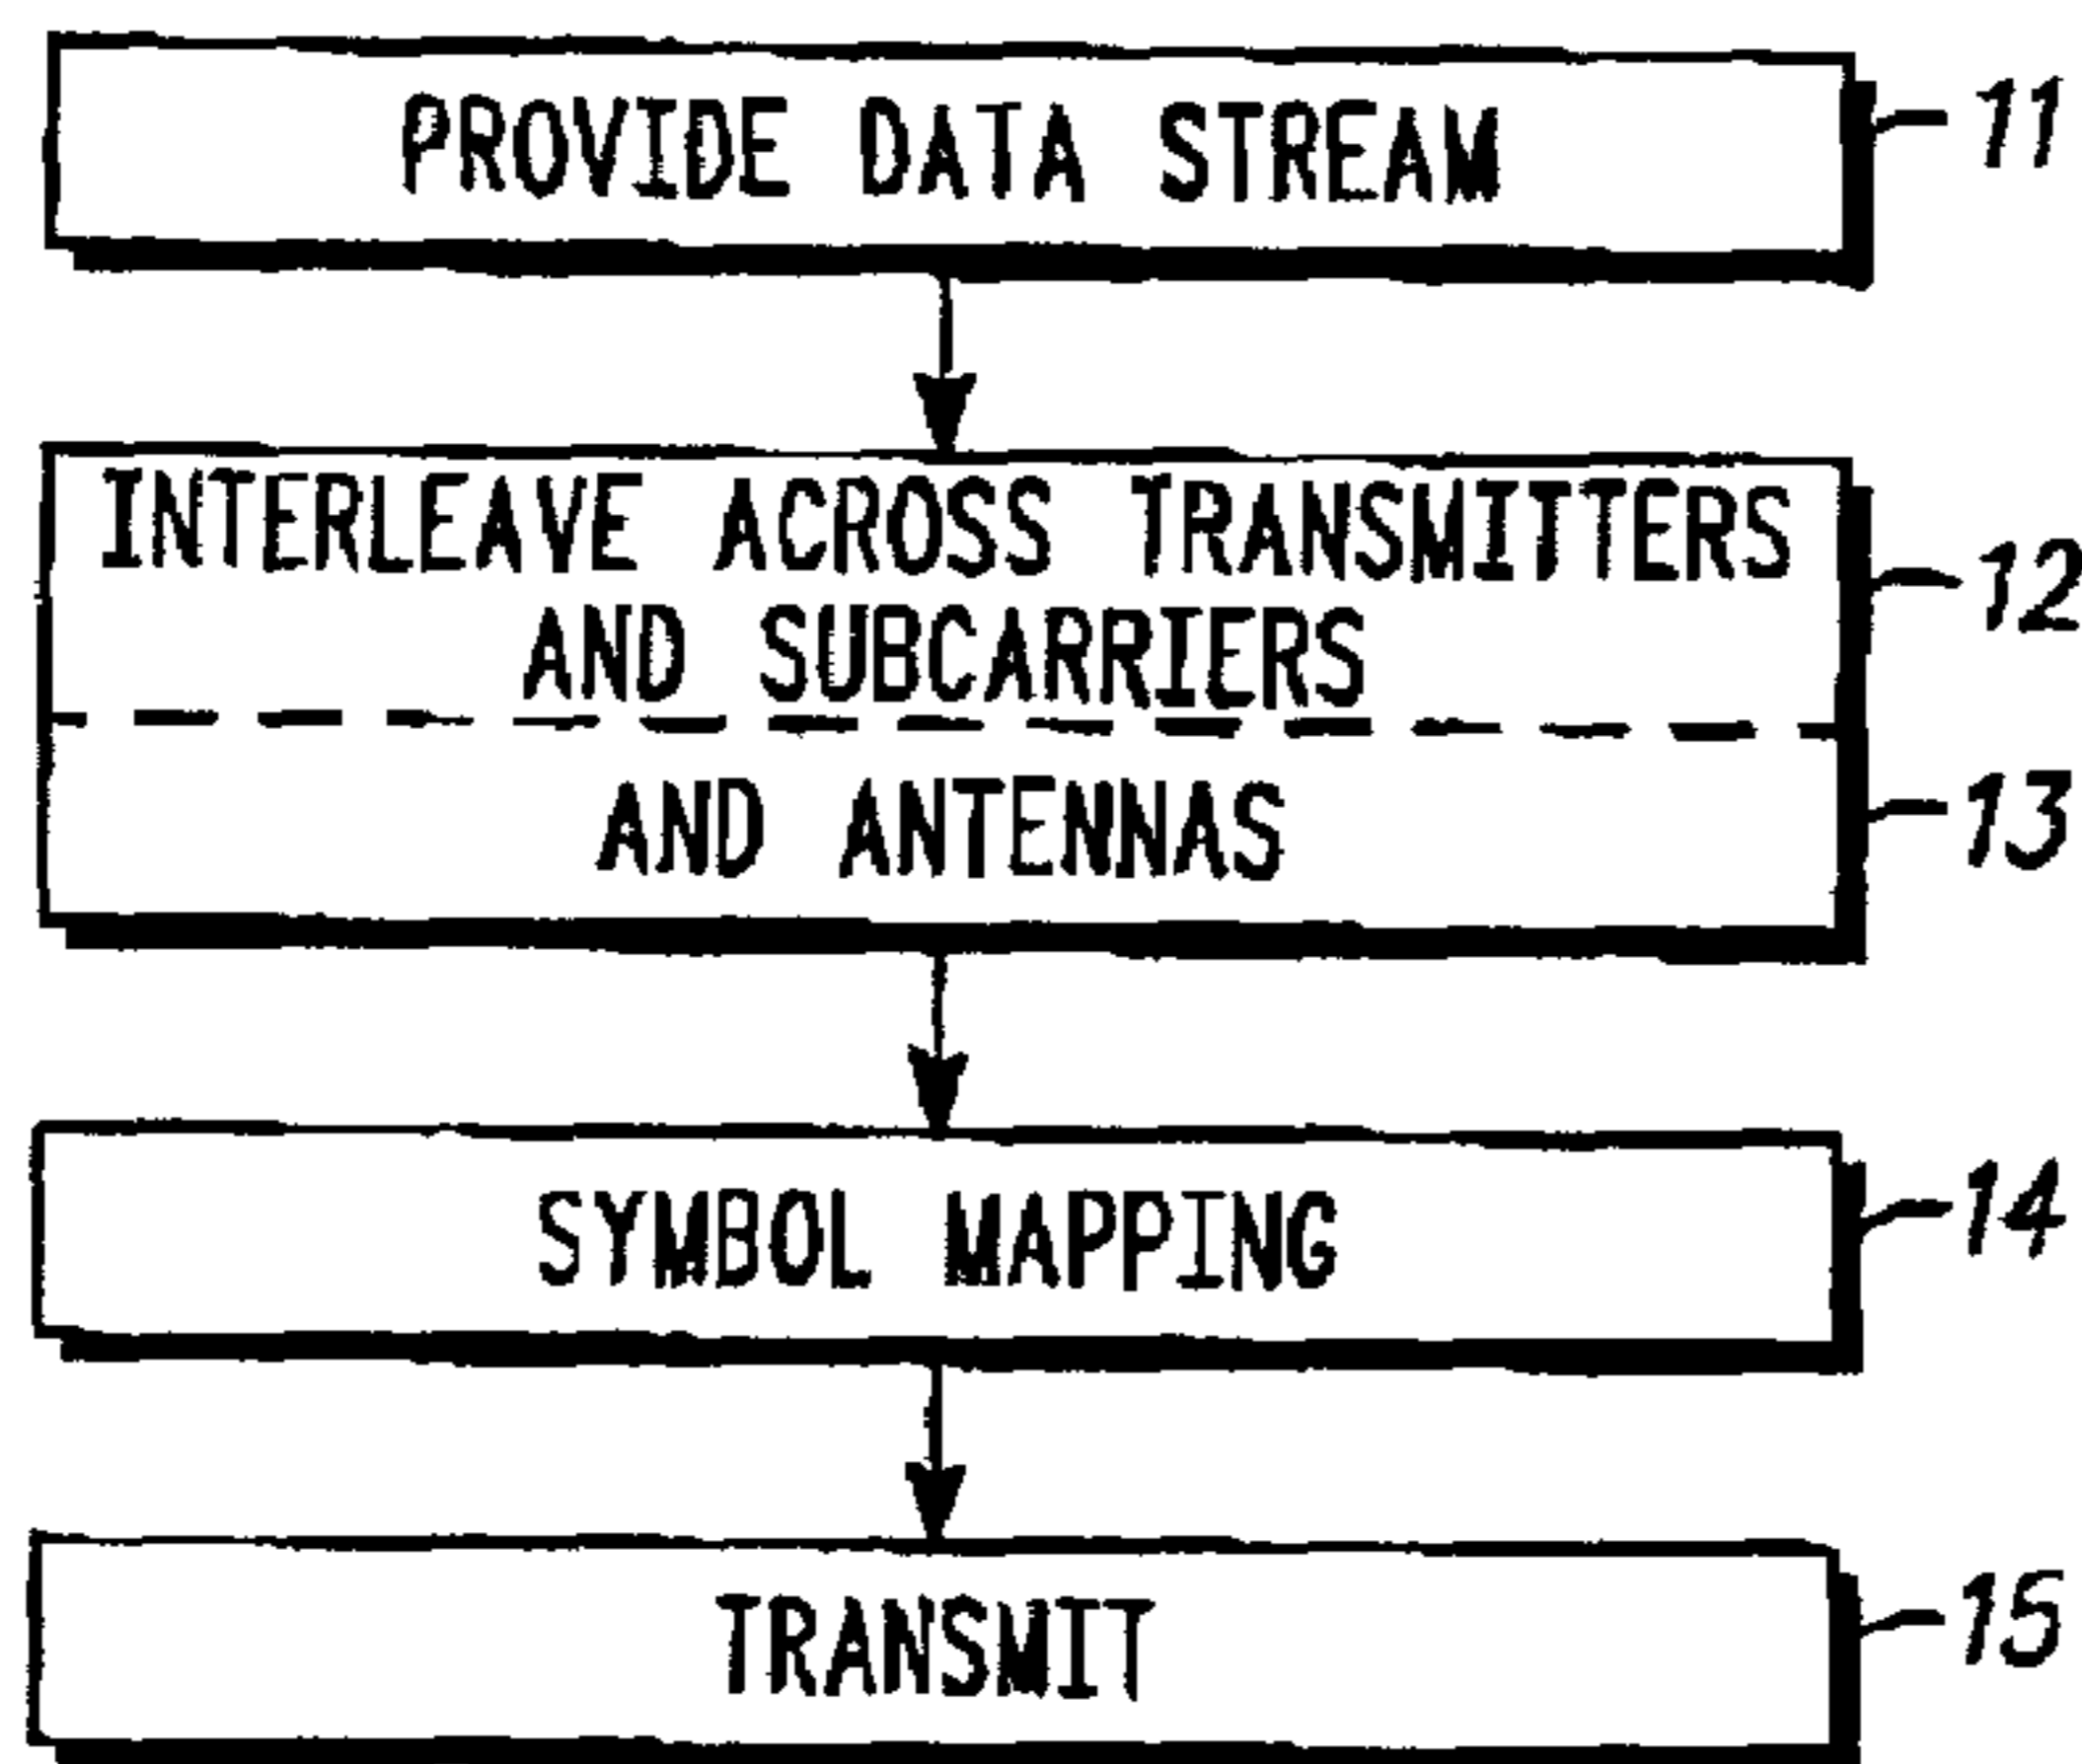 PROVIDE DATA STREAM 11
INTERLEAVE ACROSS TRANSMITTERS
AND SUBCARRIERS 12
AND ANTENNAS 13
SYMBOL MAPPING 14
TRANSMIT 15